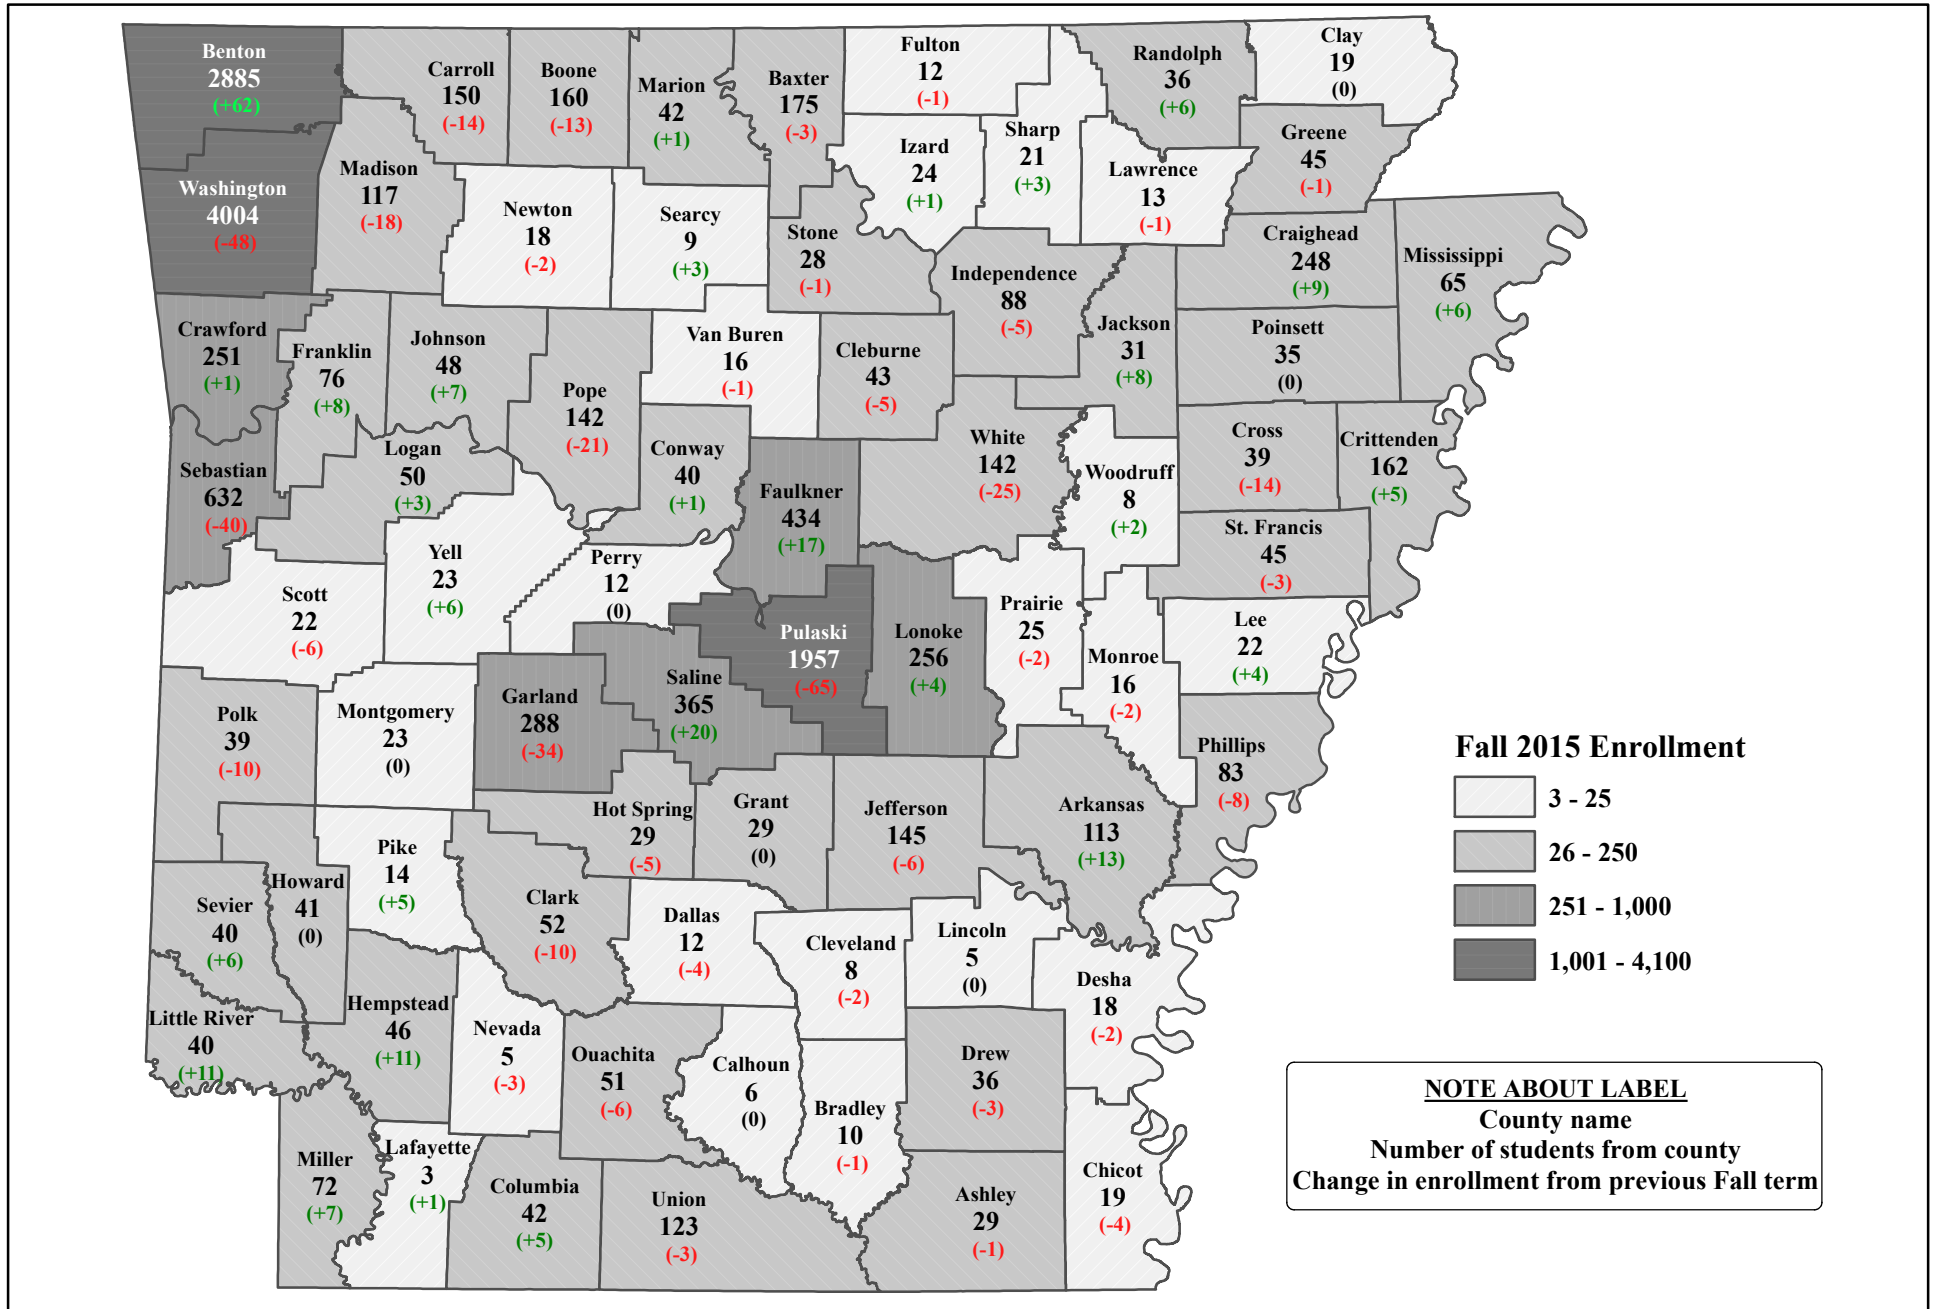 Benton
2885
(+62)
Carroll
150
(-14)
Boone
160
(-13)
Marion
42
(+1)
Baxter
175
(-3)
Fulton
12
(-1)
Randolph
36
(+6)
Clay
19
(0)
Washington
4004
(-48)
Madison
117
(-18)
Newton
18
(-2)
Searcy
9
(+3)
Stone
28
(-1)
Izard
24
(+1)
Sharp
21
(+3)
Lawrence
13
(-1)
Greene
45
(-1)
Independence
88
(-5)
Craighead
248
(+9)
Mississippi
65
(+6)
Crawford
251
(+1)
Franklin
76
(+8)
Johnson
48
(+7)
Pope
142
(-21)
Van Buren
16
(-1)
Cleburne
43
(-5)
Jackson
31
(+8)
Poinsett
35
(0)
Sebastian
632
(-40)
Logan
50
(+3)
Conway
40
(+1)
Faulkner
434
(+17)
White
142
(-25)
Woodruff
8
(+2)
Cross
39
(-14)
Crittenden
162
(+5)
St. Francis
45
(-3)
Scott
22
(-6)
Yell
23
(+6)
Perry
12
(0)
Pulaski
1957
(-65)
Lonoke
256
(+4)
Prairie
25
(-2)
Monroe
16
(-2)
Lee
22
(+4)
Polk
39
(-10)
Montgomery
23
(0)
Garland
288
(-34)
Saline
365
(+20)
Phillips
83
(-8)
Hot Spring
29
(-5)
Grant
29
(0)
Jefferson
145
(-6)
Arkansas
113
(+13)
Pike
14
(+5)
Howard
41
(0)
Sevier
40
(+6)
Clark
52
(-10)
Dallas
12
(-4)
Cleveland
8
(-2)
Lincoln
5
(0)
Desha
18
(-2)
Little River
40
(+11)
Hempstead
46
(+11)
Nevada
5
(-3)
Ouachita
51
(-6)
Calhoun
6
(0)
Bradley
10
(-1)
Drew
36
(-3)
Miller
72
(+7)
Lafayette
3
(+1)
Columbia
42
(+5)
Union
123
(-3)
Ashley
29
(-1)
Chicot
19
(-4)
Fall 2015 Enrollment
3 - 25
26 - 250
251 - 1,000
1,001 - 4,100
NOTE ABOUT LABEL
County name
Number of students from county
Change in enrollment from previous Fall term